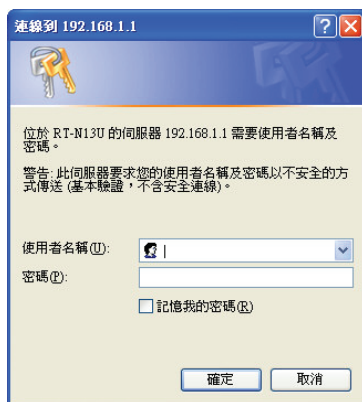 連線到 192.168.1.1
位於 RT-N13U 的伺服器 192.168.1.1 需要使用者名稱及
密碼。
警告: 此伺服器要求您的使用者名稱及密碼以不安全的方
式傳送 (基本驗證，不含安全連線)。
使用者名稱(U):
密碼(P):
記憶我的密碼(R)
確定
取消